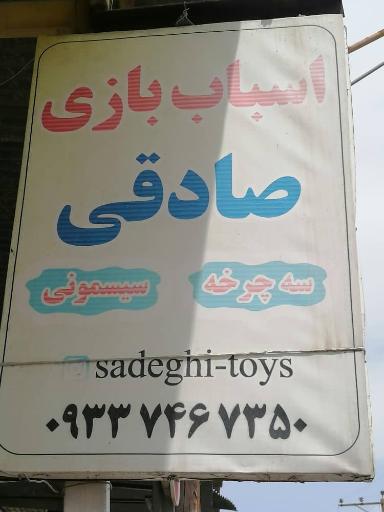 اسباب بازی
صادقی
سه چرخه سیسمونی
sadeghi-toys
۰۹۳۳ ۷۴۶ ۷۳۵۰